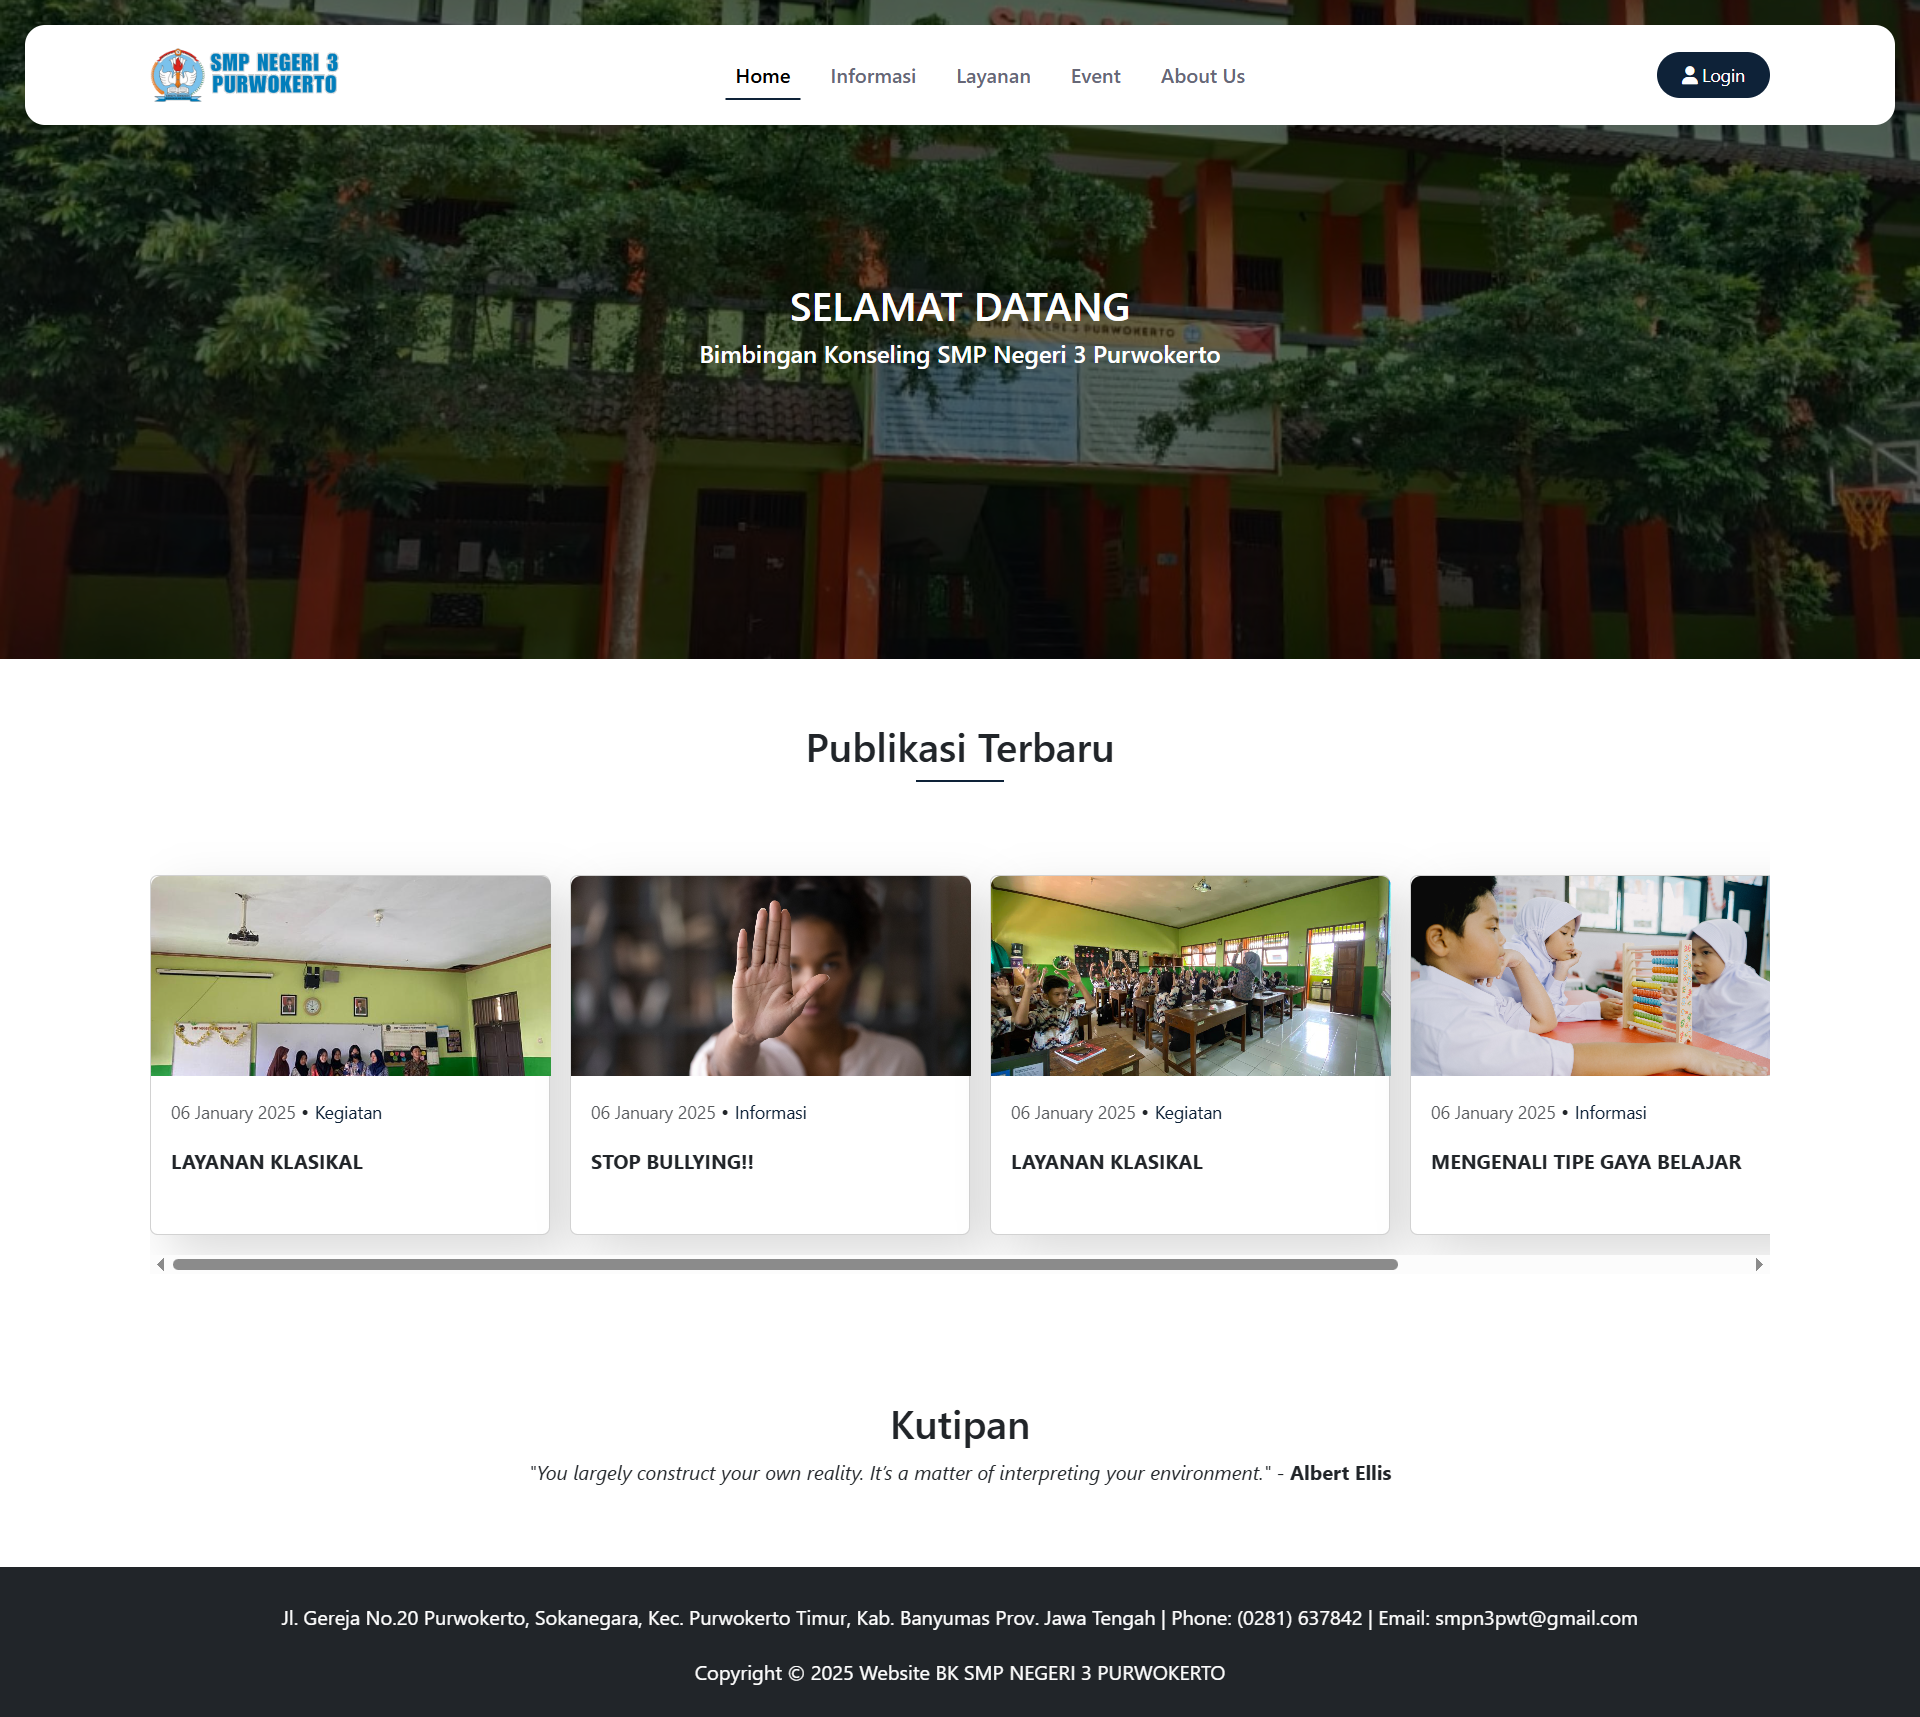 SMP NEGERI 3
PURWOKERTO
Home
Informasi
Layanan
Event
About Us
Login
SELAMAT DATANG
Bimbingan Konseling SMP Negeri 3 Purwokerto
Publikasi Terbaru
06 January 2025 • Kegiatan
LAYANAN KLASIKAL
06 January 2025 • Informasi
STOP BULLYING!!
06 January 2025 • Kegiatan
LAYANAN KLASIKAL
06 January 2025 • Informasi
MENGENALI TIPE GAYA BELAJAR
Kutipan
"You largely construct your own reality. It’s a matter of interpreting your environment." - Albert Ellis
Jl. Gereja No.20 Purwokerto, Sokanegara, Kec. Purwokerto Timur, Kab. Banyumas Prov. Jawa Tengah | Phone: (0281) 637842 | Email: smpn3pwt@gmail.com
Copyright © 2025 Website BK SMP NEGERI 3 PURWOKERTO